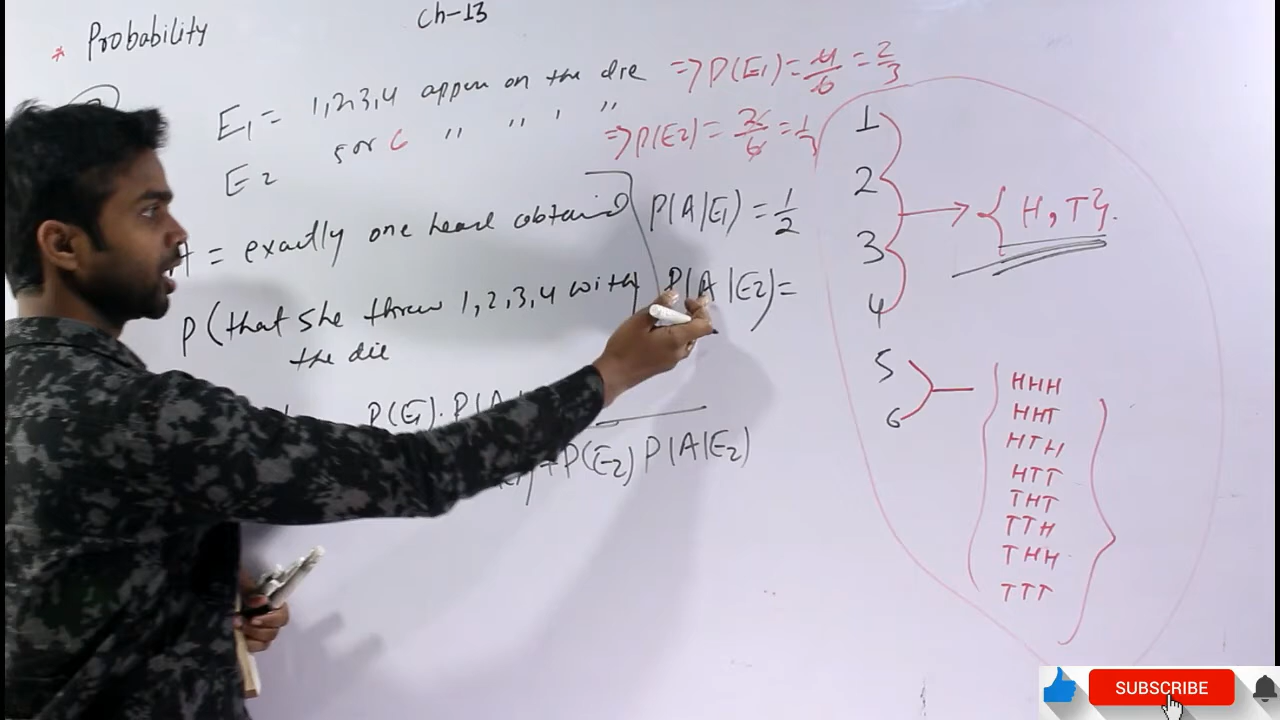 Ch-13
* Probability
E₁ = 1,2,3,4 appear on the die => P(E₁) = 4/6 = 2/3
E2 5 or 6 " " " " => P(E2) = 2/6 = 1/3
A = exactly one head obtained P(A|E₁) = 1/2
P(that she threw 1,2,3,4 with P(A|E2) =
the die
P(E₁). P(A
+P(E₂) P(A|E₂)
1
2
3
4
→ {H, T}.
5
6
HHH
HHT
HTH
HTT
THT
TTH
THH
TTT
SUBSCRIBE